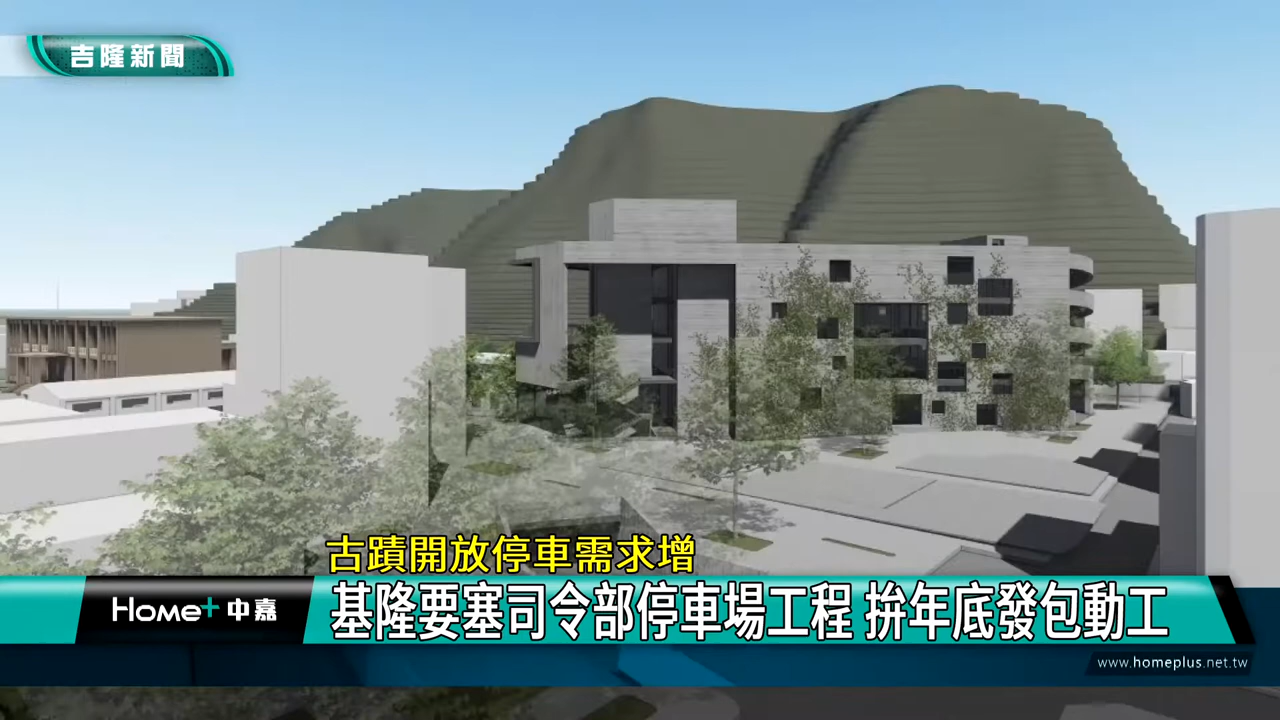 吉隆新聞
古蹟開放停車需求增
Home+中嘉
基隆要塞司令部停車場工程 拚年底發包動工
www.homeplus.net.tw